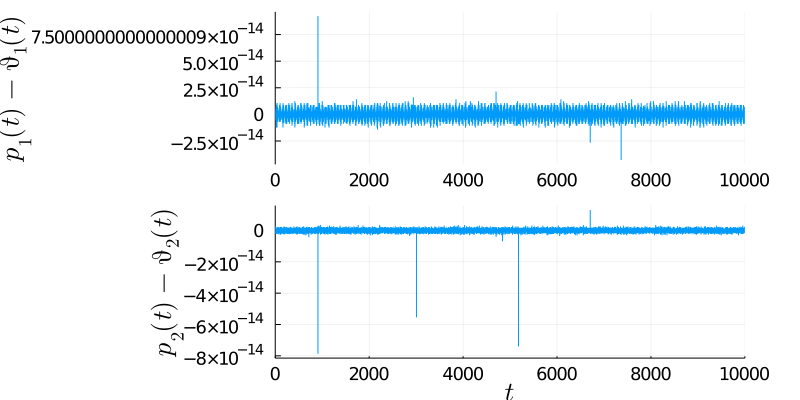 p₁(t) − ϑ₁(t)
7.5000000000000009×10⁻¹⁴
5.0×10⁻¹⁴
2.5×10⁻¹⁴
0
−2.5×10⁻¹⁴
0 2000 4000 6000 8000 10000
p₂(t) − ϑ₂(t)
0
−2×10⁻¹⁴
−4×10⁻¹⁴
−6×10⁻¹⁴
−8×10⁻¹⁴
0 2000 4000 6000 8000 10000
t